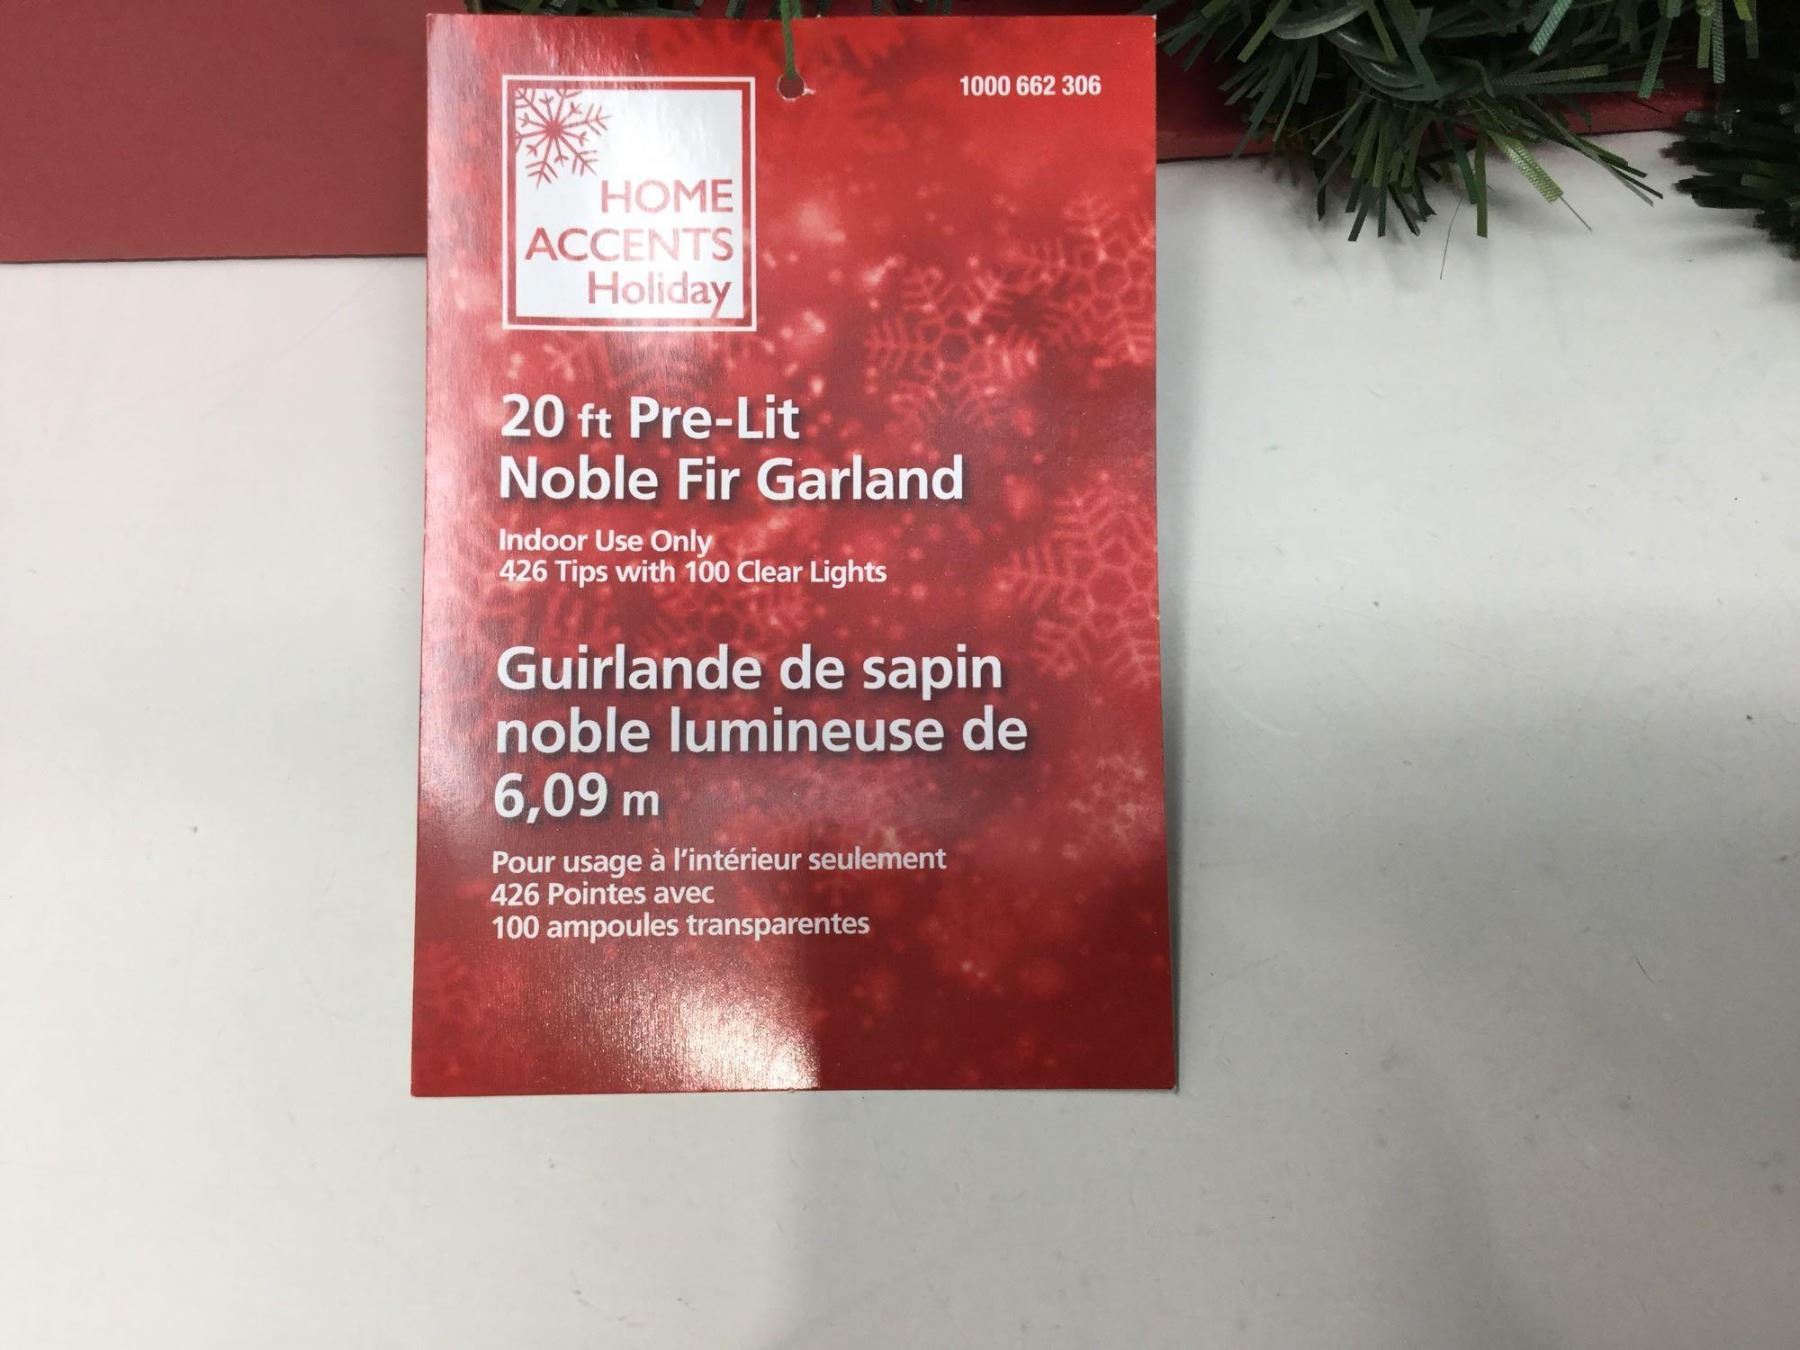 1000 662 306
HOME
ACCENTS
Holiday
20 ft Pre-Lit
Noble Fir Garland
Indoor Use Only
426 Tips with 100 Clear Lights
Guirlande de sapin
noble lumineuse de
6,09 m
Pour usage à l'intérieur seulement
426 Pointes avec
100 ampoules transparentes